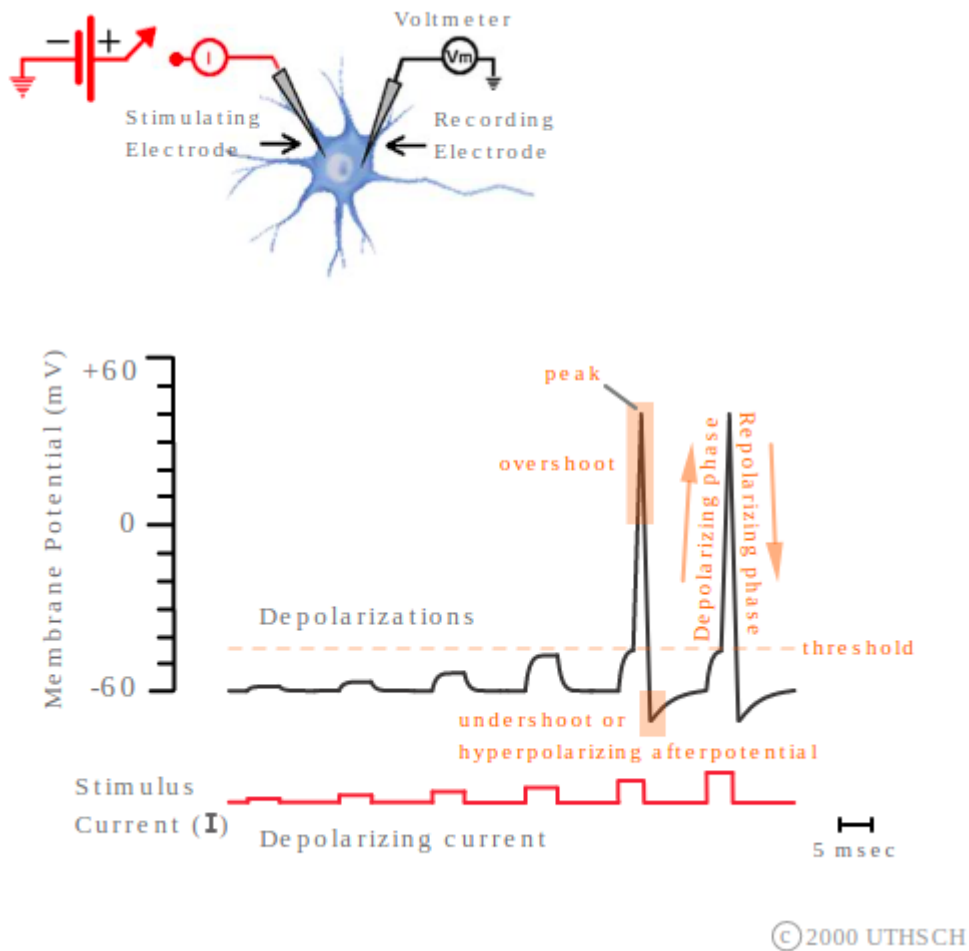 Voltmeter
− +
I
Vm
Stimulating
Electrode
Recording
Electrode
Membrane Potential (mV)
+60
0
-60
peak
overshoot
Depolarizing phase
Repolarizing phase
Depolarizations
threshold
undershoot or
hyperpolarizing afterpotential
Stimulus
Current (I)
Depolarizing current
5 msec
© 2000 UTHSCH